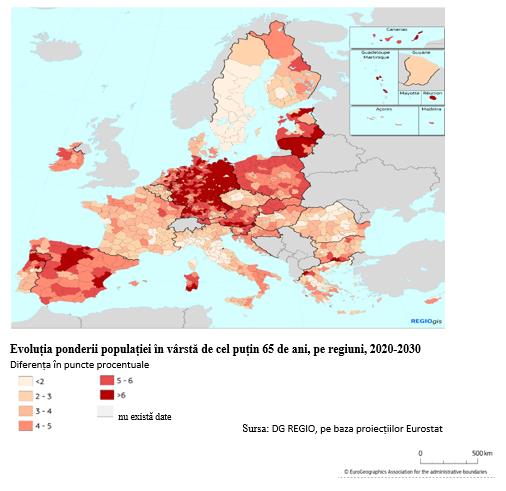 Canarias
Guadeloupe
Martinique
Guyane
Mayotte
Réunion
Açores
Madeira
REGIOgis
Evoluția ponderii populației în vârstă de cel puțin 65 de ani, pe regiuni, 2020-2030
Diferența în puncte procentuale
<2
2 - 3
3 - 4
4 - 5
5 - 6
>6
nu există date
Sursa: DG REGIO, pe baza proiecțiilor Eurostat
0
500 km
© EuroGeographics Association for the administrative boundaries